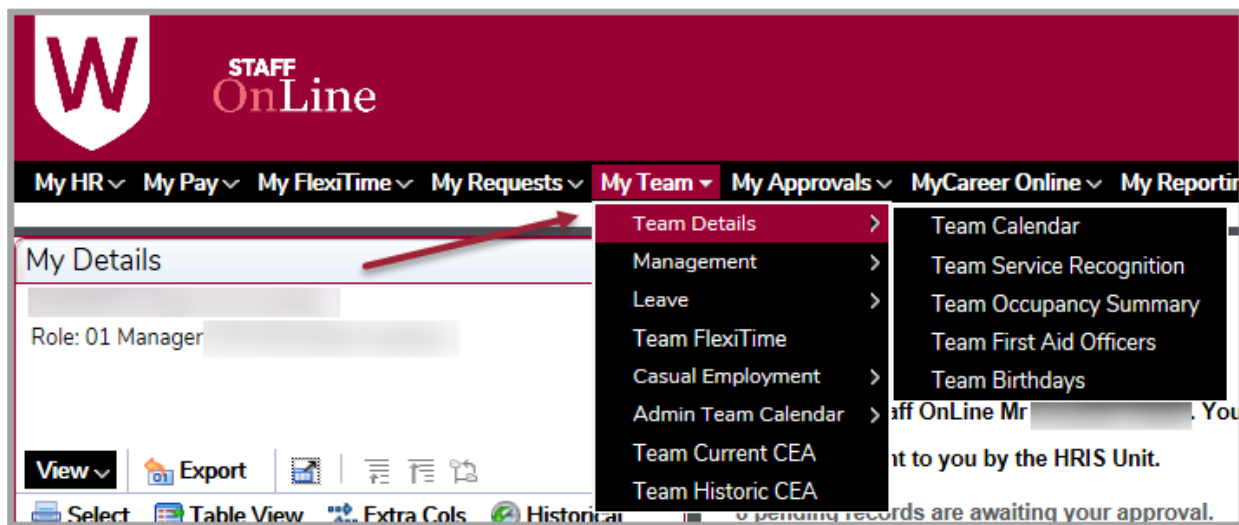 W
STAFF
OnLine
My HR My Pay My FlexiTime My Requests My Team My Approvals MyCareer Online My Reportin
My Details
Role: 01 Manager
Team Details
Management
Leave
Team FlexiTime
Casual Employment
Admin Team Calendar
Team Current CEA
Team Historic CEA
Team Calendar
Team Service Recognition
Team Occupancy Summary
Team First Aid Officers
Team Birthdays
aff OnLine Mr . You
nt to you by the HRIS Unit.
0 pending records are awaiting your approval.
View Export
Select Table View Extra Cols Historical